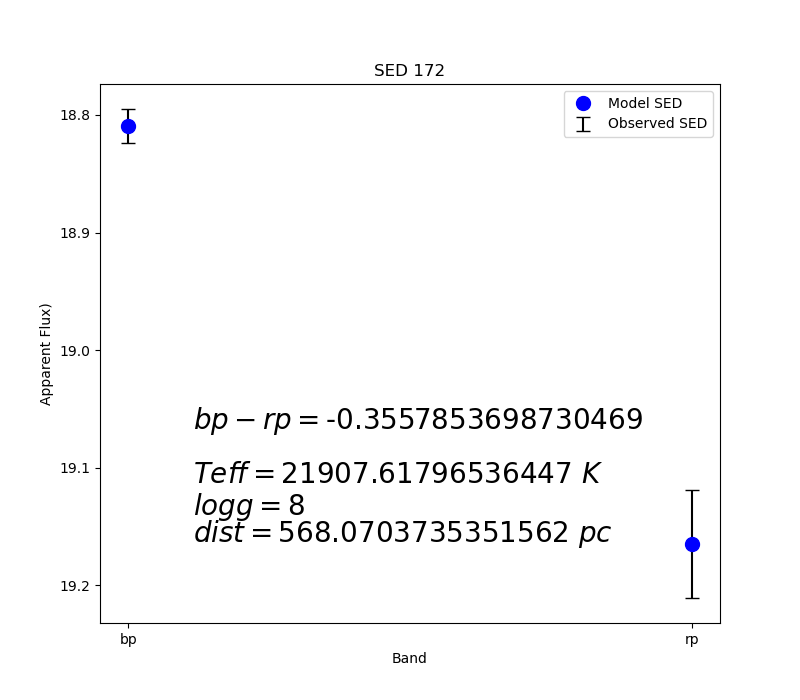 SED 172
Model SED
Observed SED
18.8
18.9
19.0
19.1
19.2
Apparent Flux)
bp − rp = -0.3557853698730469
Teff = 21907.61796536447 K
logg = 8
dist = 568.0703735351562 pc
bp
rp
Band